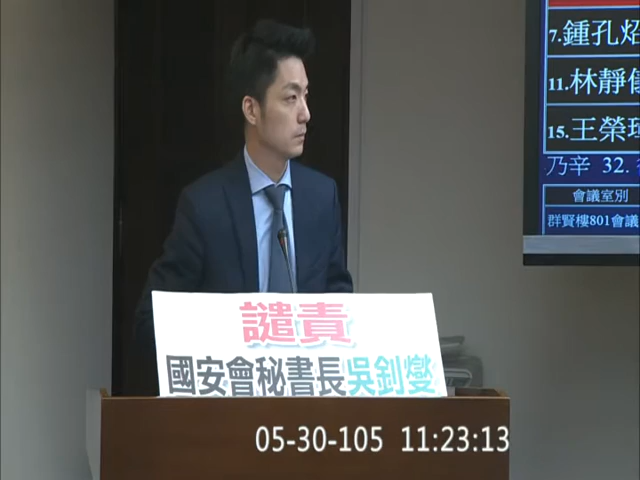 譴責
國安會秘書長吳釗燮
05-30-105 11:23:13
7.鍾孔炤
11.林靜儀
15.王榮璋
乃辛 32.
會議室別
群賢樓801會議